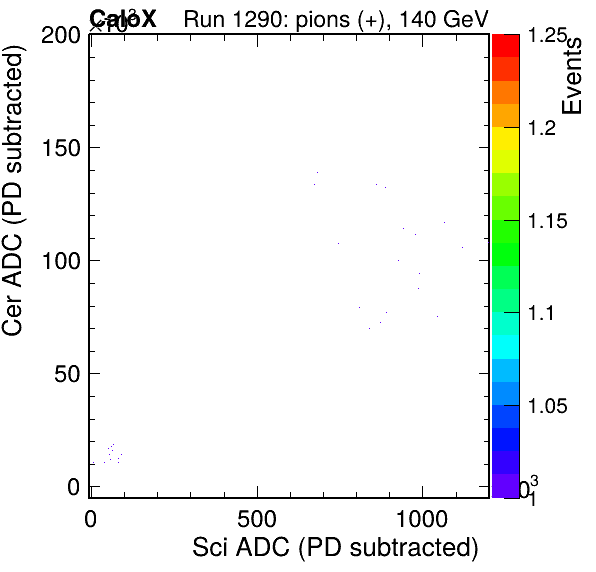 CaloX Run 1290: pions (+), 140 GeV
×10³
Cer ADC (PD subtracted)
200
150
100
50
0
0 500 1000
Sci ADC (PD subtracted)
Events
1.25
1.2
1.15
1.1
1.05
1